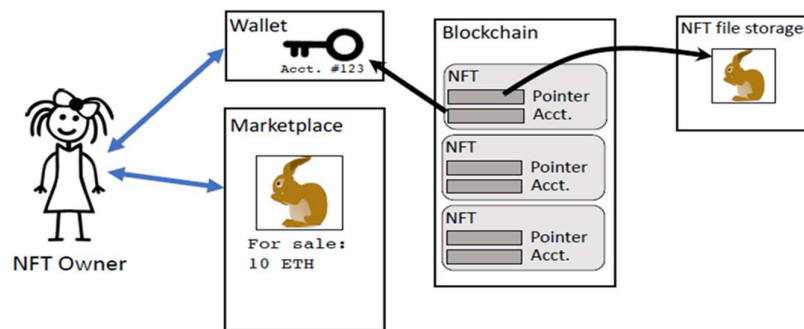 Wallet
Acct. #123
Marketplace
For sale:
10 ETH
NFT Owner
Blockchain
NFT
Pointer
Acct.
NFT
Pointer
Acct.
NFT
Pointer
Acct.
NFT file storage